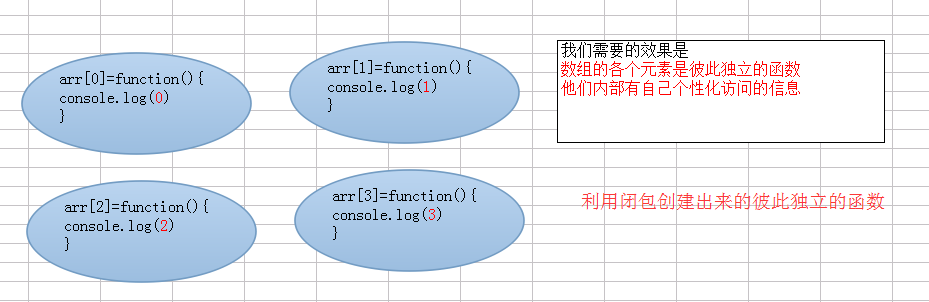 arr[0]=function(){
console.log(0)
}
arr[1]=function(){
console.log(1)
}
我们需要的效果是
数组的各个元素是彼此独立的函数
他们内部有自己个性化访问的信息
arr[2]=function(){
console.log(2)
}
arr[3]=function(){
console.log(3)
}
利用闭包创建出来的彼此独立的函数